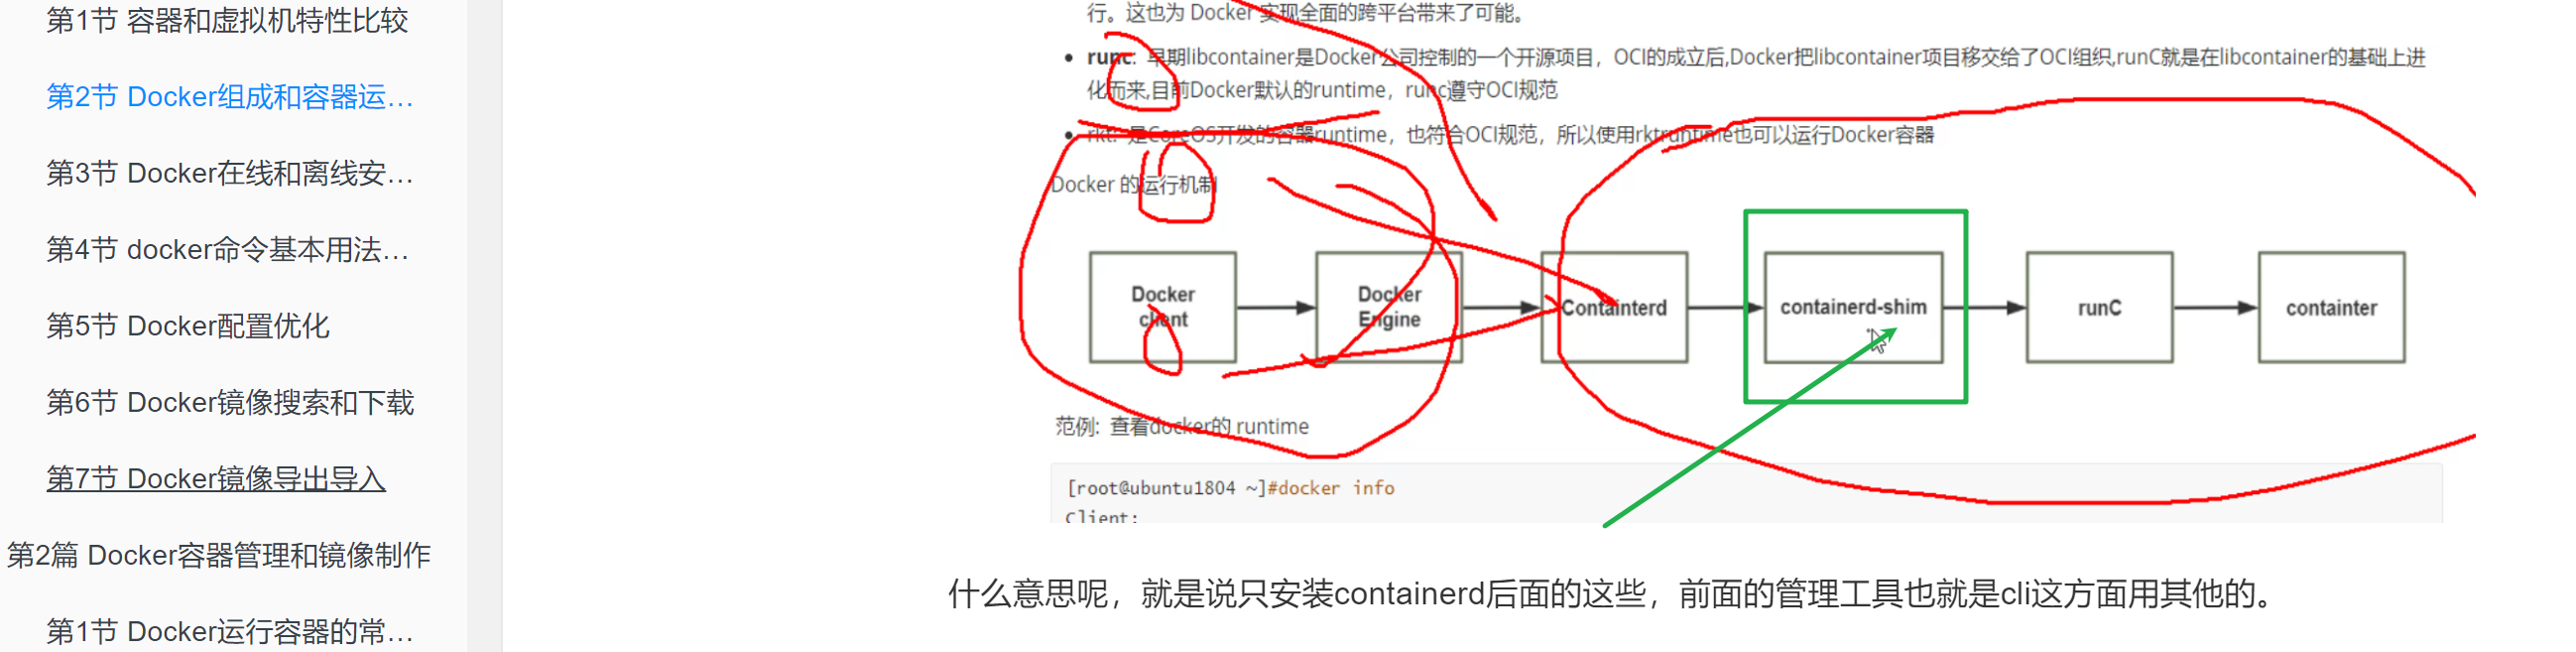 第1节 容器和虚拟机特性比较
第2节 Docker组成和容器运…
第3节 Docker在线和离线安…
第4节 docker命令基本用法…
第5节 Docker配置优化
第6节 Docker镜像搜索和下载
第7节 Docker镜像导出导入
第2篇 Docker容器管理和镜像制作
第1节 Docker运行容器的常…
行。这也为 Docker 实现全面的跨平台带来了可能。
• runc: 早期libcontainer是Docker公司控制的一个开源项目，OCI的成立后,Docker把libcontainer项目移交给了OCI组织,runC就是在libcontainer的基础上进
化而来,目前Docker默认的runtime，runc遵守OCI规范
• rkt: 是CoreOS开发的容器runtime，也符合OCI规范，所以使用rktruntime也可以运行Docker容器
Docker 的运行机制
Docker
client
Docker
Engine
Containterd
containerd-shim
runC
containter
范例: 查看docker的 runtime
[root@ubuntu1804 ~]#docker info
Client:
什么意思呢，就是说只安装containerd后面的这些，前面的管理工具也就是cli这方面用其他的。